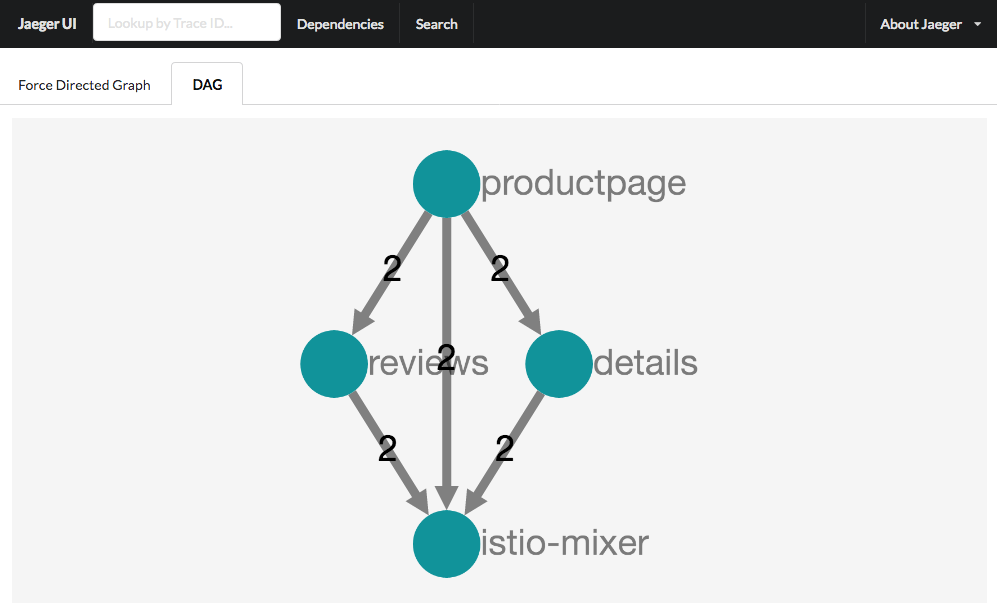 Jaeger UI
Lookup by Trace ID...
Dependencies
Search
About Jaeger
Force Directed Graph
DAG
productpage
2
2
reviews
2
details
2
2
istio-mixer